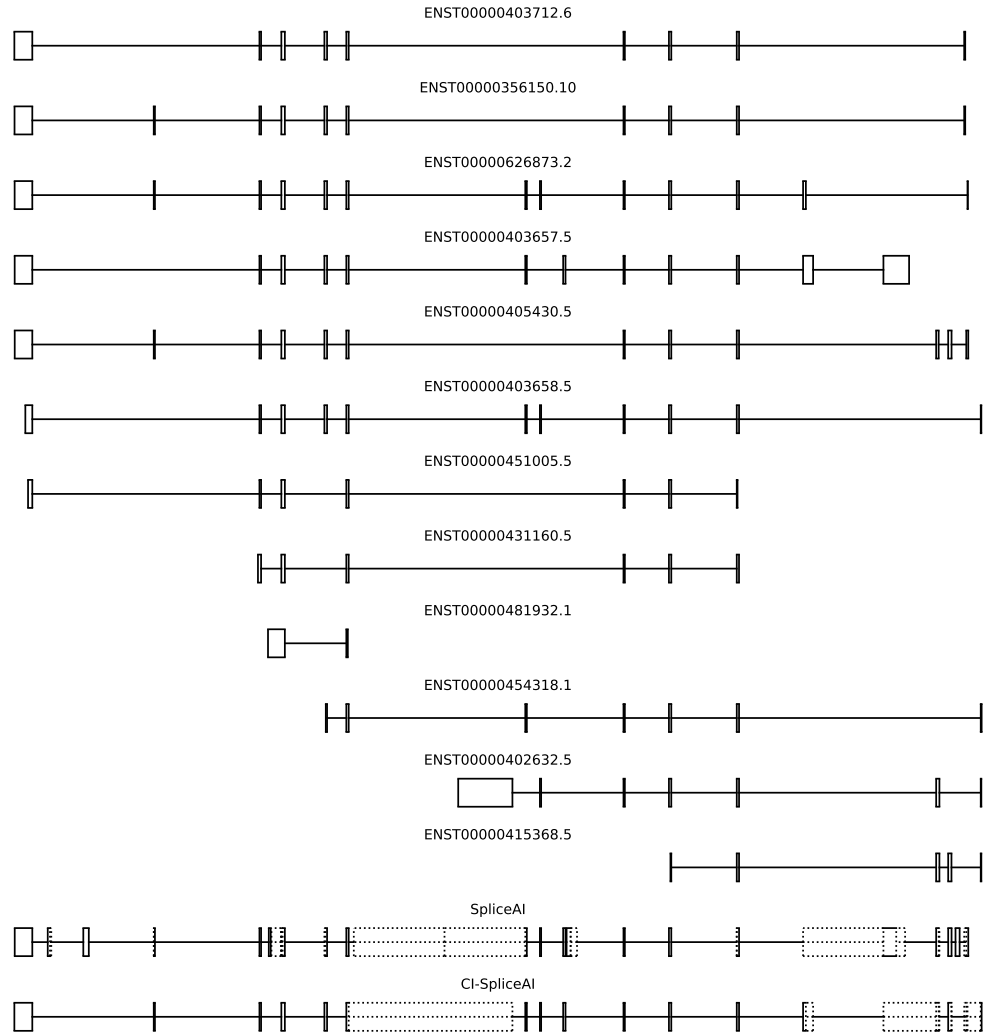 ENST00000403712.6
ENST00000356150.10
ENST00000626873.2
ENST00000403657.5
ENST00000405430.5
ENST00000403658.5
ENST00000451005.5
ENST00000431160.5
ENST00000481932.1
ENST00000454318.1
ENST00000402632.5
ENST00000415368.5
SpliceAI
CI-SpliceAI